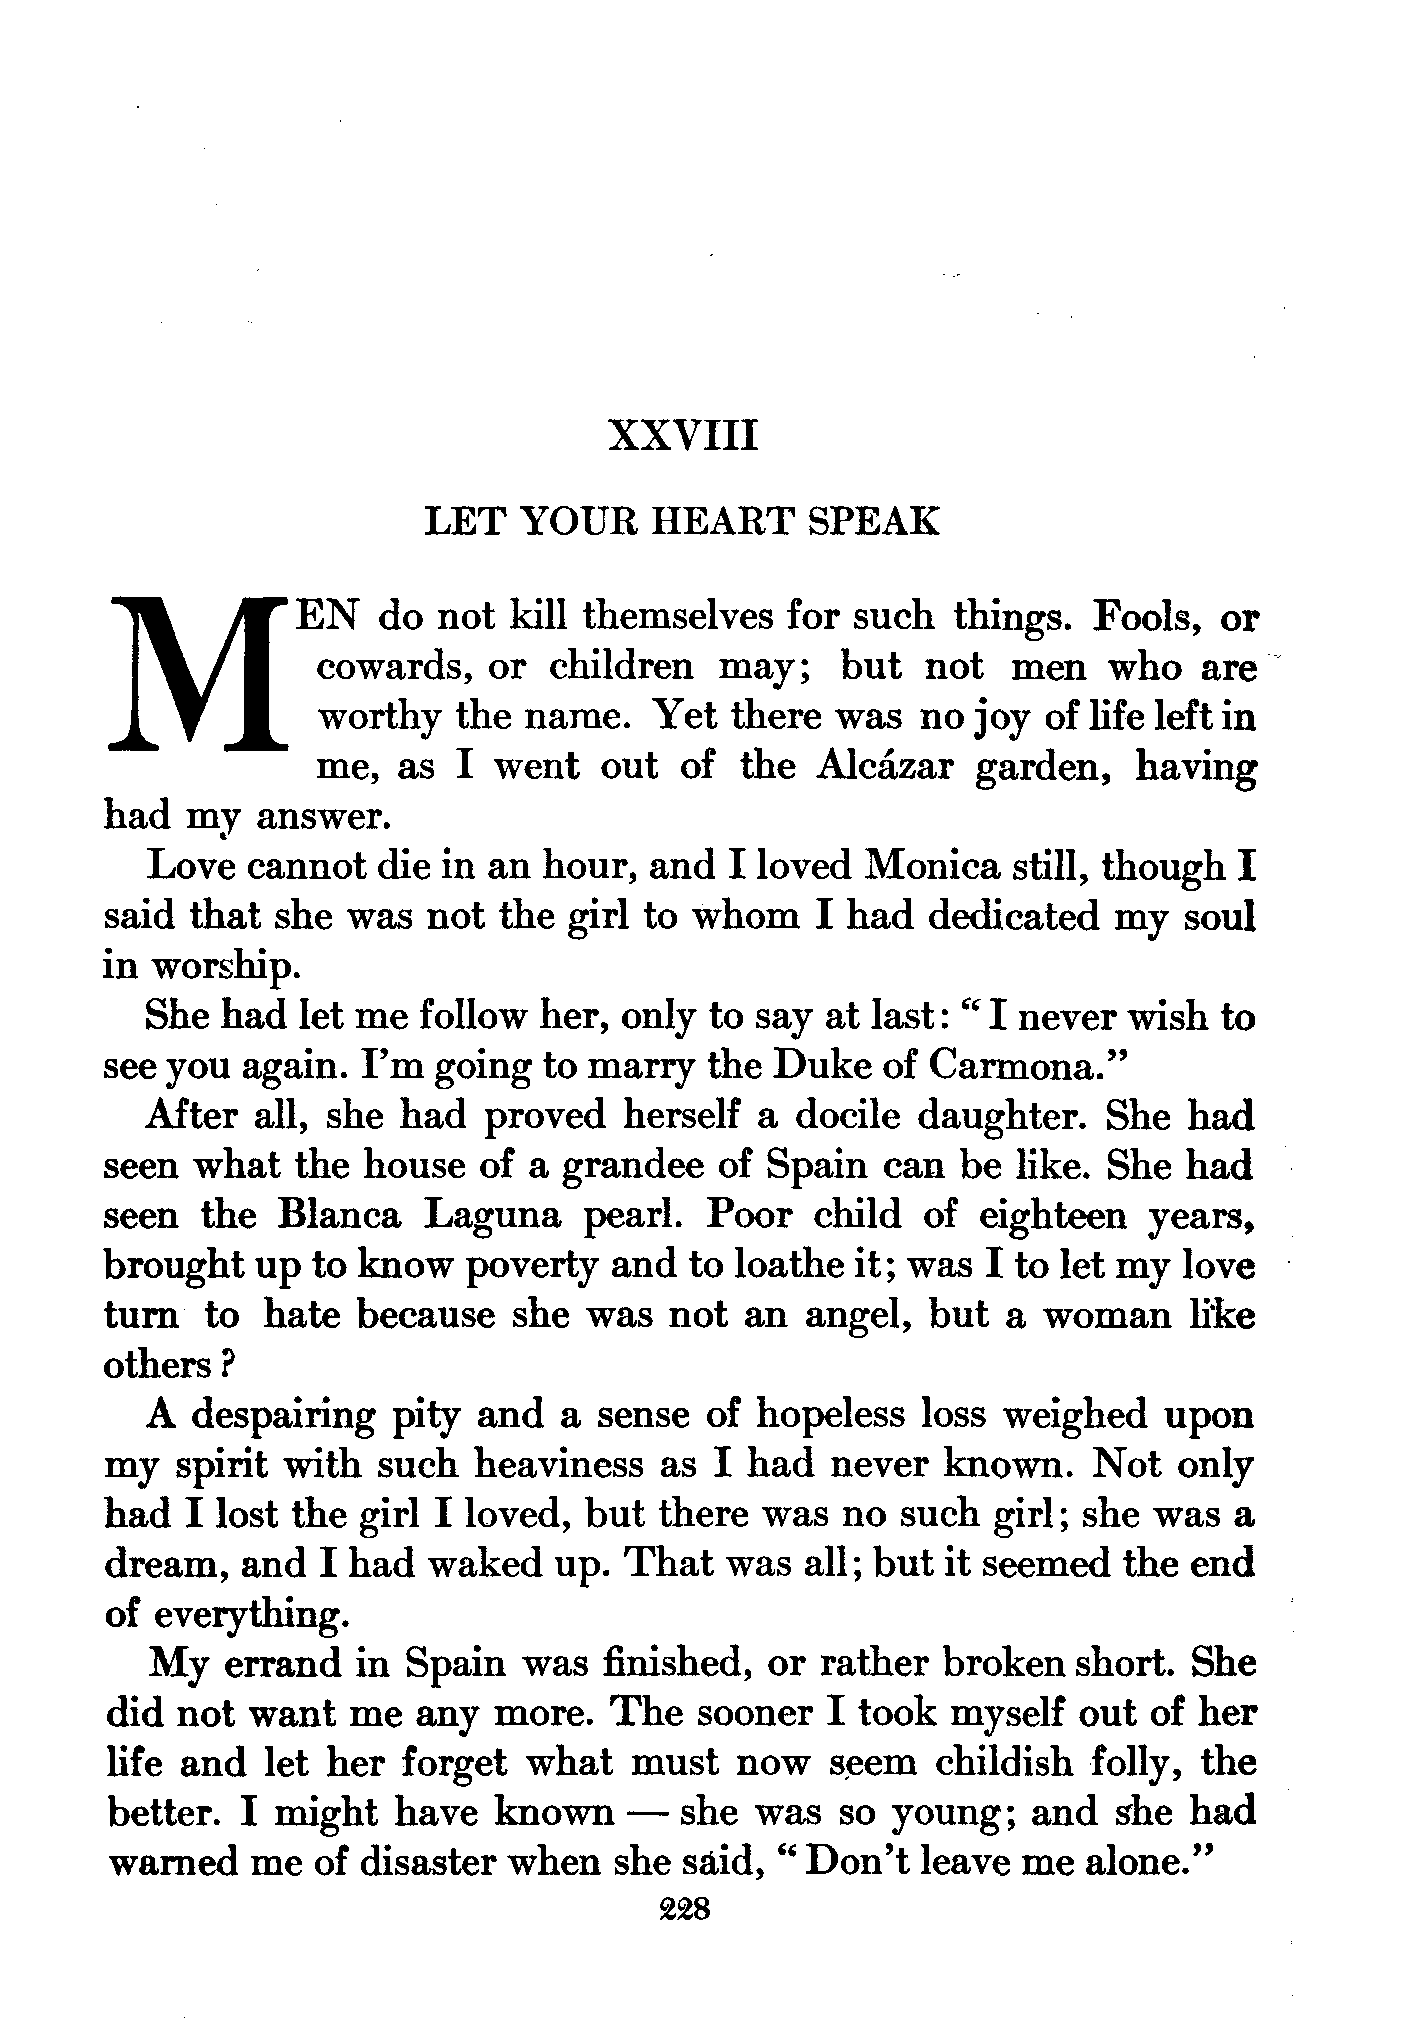 XXVIII
LET YOUR HEART SPEAK
MEN do not kill themselves for such things. Fools, or
cowards, or children may; but not men who are
worthy the name. Yet there was no joy of life left in
me, as I went out of the Alcázar garden, having
had my answer.
Love cannot die in an hour, and I loved Monica still, though I
said that she was not the girl to whom I had dedicated my soul
in worship.
She had let me follow her, only to say at last: “I never wish to
see you again. I’m going to marry the Duke of Carmona.”
After all, she had proved herself a docile daughter. She had
seen what the house of a grandee of Spain can be like. She had
seen the Blanca Laguna pearl. Poor child of eighteen years,
brought up to know poverty and to loathe it; was I to let my love
turn to hate because she was not an angel, but a woman like
others?
A despairing pity and a sense of hopeless loss weighed upon
my spirit with such heaviness as I had never known. Not only
had I lost the girl I loved, but there was no such girl; she was a
dream, and I had waked up. That was all; but it seemed the end
of everything.
My errand in Spain was finished, or rather broken short. She
did not want me any more. The sooner I took myself out of her
life and let her forget what must now seem childish folly, the
better. I might have known — she was so young; and she had
warned me of disaster when she said, “Don’t leave me alone.”
228